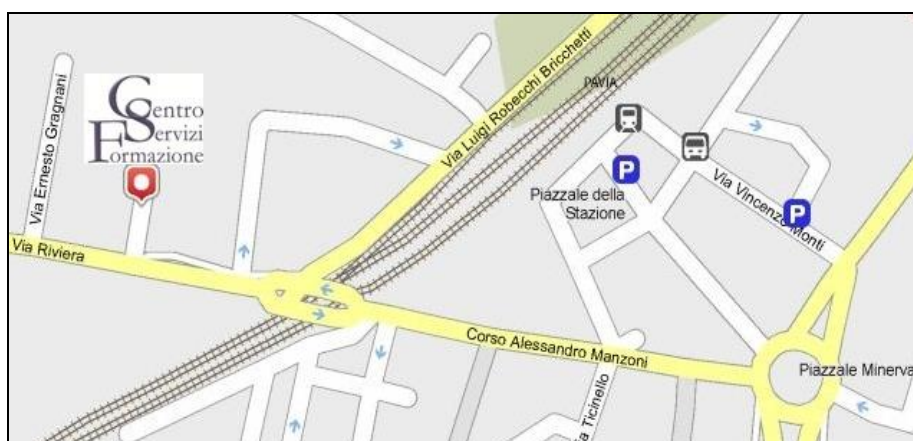 Via Ernesto Gragnani
Centro
Servizi
Formazione
Via Riviera
Via Luigi Robecchi Bricchetti
PAVIA
P
Piazzale della
Stazione
Via Vincenzo Monti
P
Corso Alessandro Manzoni
a Ticinello
Piazzale Minerva